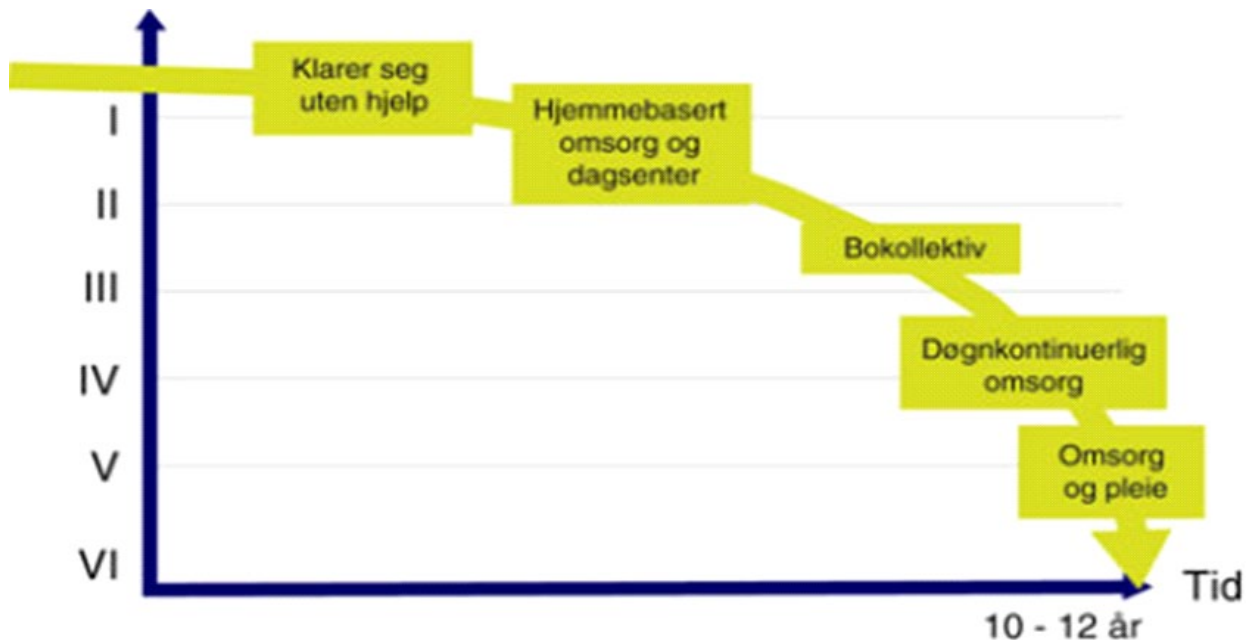 Klarer seg
uten hjelp
Hjemmebasert
omsorg og
dagsenter
Bokollektiv
Døgnkontinuerlig
omsorg
Omsorg
og pleie
I
II
III
IV
V
VI
Tid
10 - 12 år